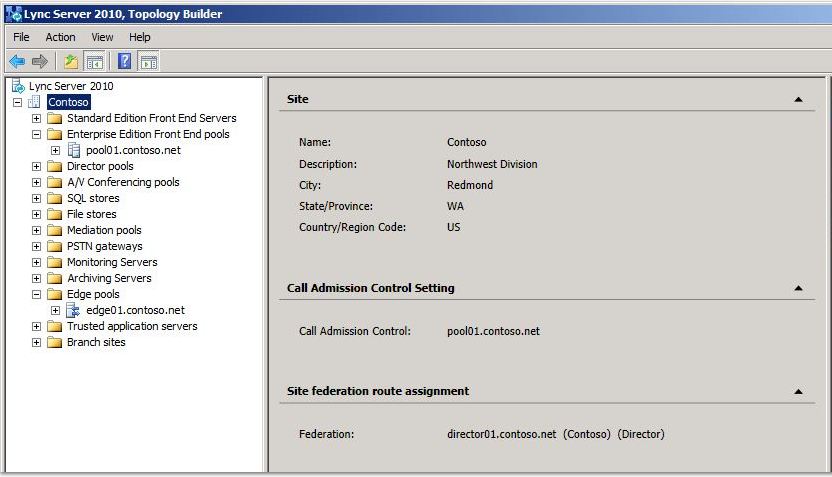 Lync Server 2010, Topology Builder
File Action View Help
Lync Server 2010
Contoso
Standard Edition Front End Servers
Enterprise Edition Front End pools
pool01.contoso.net
Director pools
A/V Conferencing pools
SQL stores
File stores
Mediation pools
PSTN gateways
Monitoring Servers
Archiving Servers
Edge pools
edge01.contoso.net
Trusted application servers
Branch sites
Site
Name: Contoso
Description: Northwest Division
City: Redmond
State/Province: WA
Country/Region Code: US
Call Admission Control Setting
Call Admission Control: pool01.contoso.net
Site federation route assignment
Federation: director01.contoso.net (Contoso) (Director)